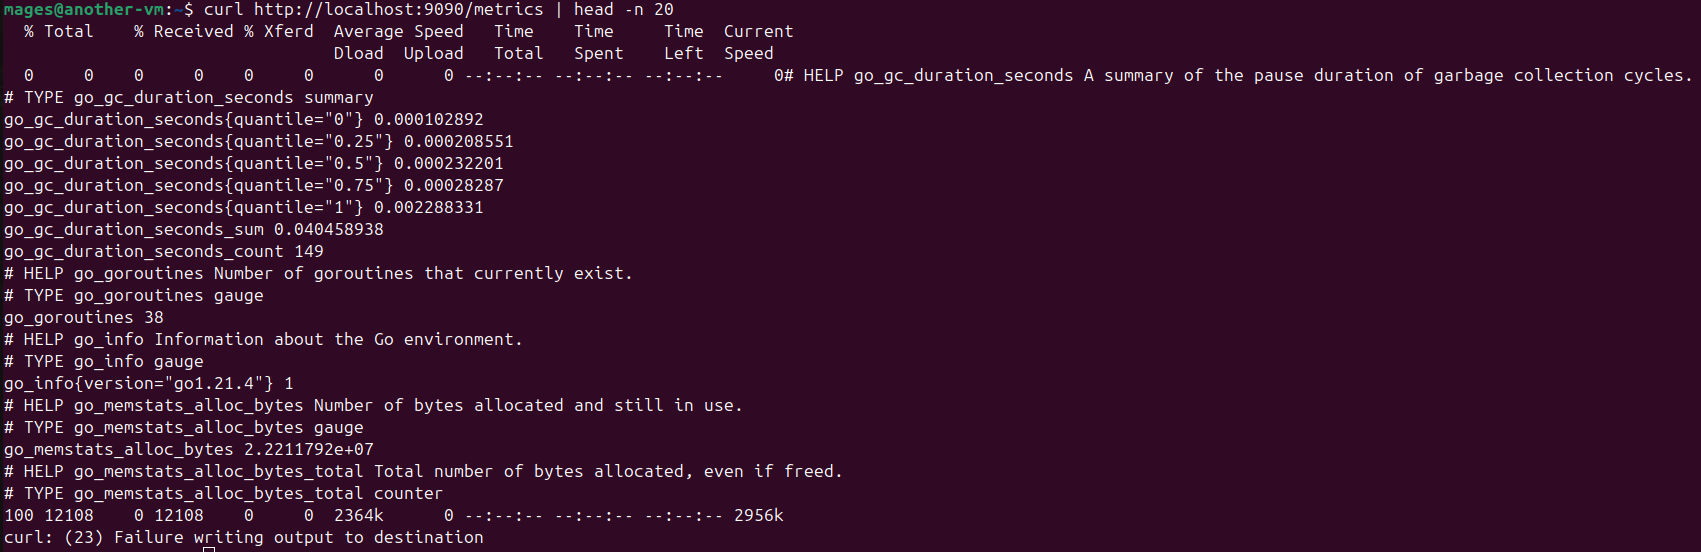 mages@another-vm:~$ curl http://localhost:9090/metrics | head -n 20
  % Total    % Received % Xferd  Average Speed   Time    Time     Time  Current
                                 Dload  Upload   Total   Spent    Left  Speed
  0     0    0     0    0     0      0      0 --:--:-- --:--:-- --:--:--     0# HELP go_gc_duration_seconds A summary of the pause duration of garbage collection cycles.
# TYPE go_gc_duration_seconds summary
go_gc_duration_seconds{quantile="0"} 0.000102892
go_gc_duration_seconds{quantile="0.25"} 0.000208551
go_gc_duration_seconds{quantile="0.5"} 0.000232201
go_gc_duration_seconds{quantile="0.75"} 0.00028287
go_gc_duration_seconds{quantile="1"} 0.002288331
go_gc_duration_seconds_sum 0.040458938
go_gc_duration_seconds_count 149
# HELP go_goroutines Number of goroutines that currently exist.
# TYPE go_goroutines gauge
go_goroutines 38
# HELP go_info Information about the Go environment.
# TYPE go_info gauge
go_info{version="go1.21.4"} 1
# HELP go_memstats_alloc_bytes Number of bytes allocated and still in use.
# TYPE go_memstats_alloc_bytes gauge
go_memstats_alloc_bytes 2.2211792e+07
# HELP go_memstats_alloc_bytes_total Total number of bytes allocated, even if freed.
# TYPE go_memstats_alloc_bytes_total counter
100 12108    0 12108    0     0  2364k      0 --:--:-- --:--:-- --:--:-- 2956k
curl: (23) Failure writing output to destination